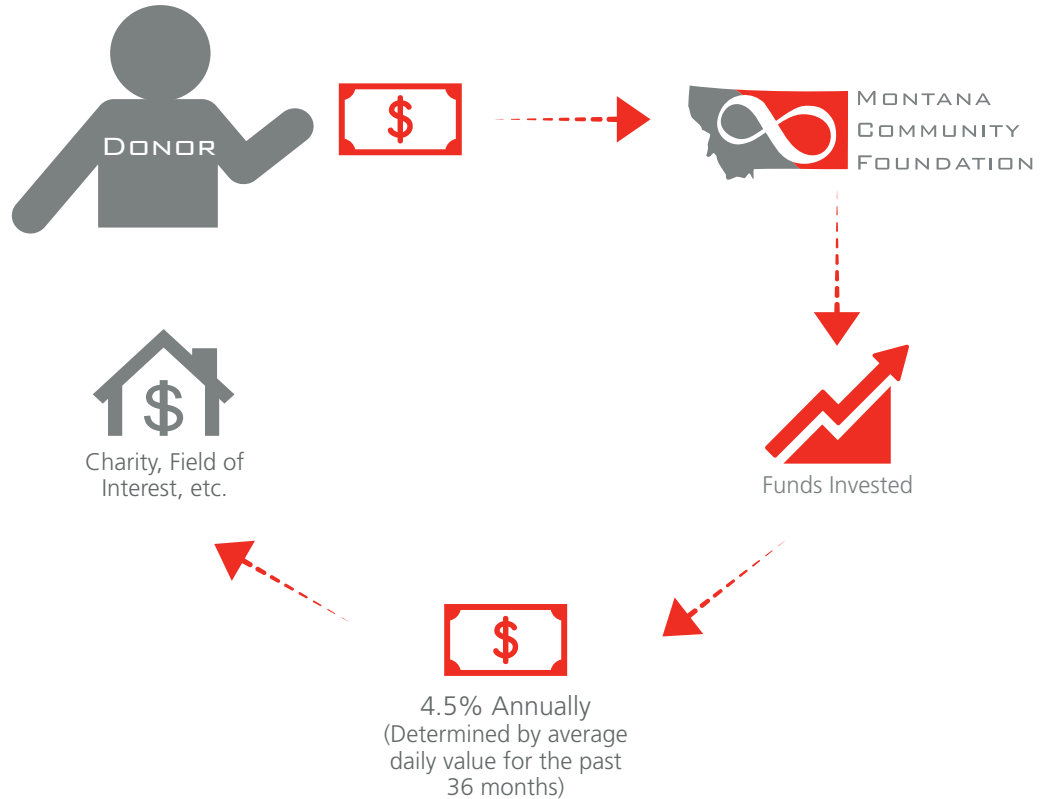 DONOR
$
MONTANA
COMMUNITY
FOUNDATION
$
Charity, Field of
Interest, etc.
Funds Invested
$
4.5% Annually
(Determined by average
daily value for the past
36 months)